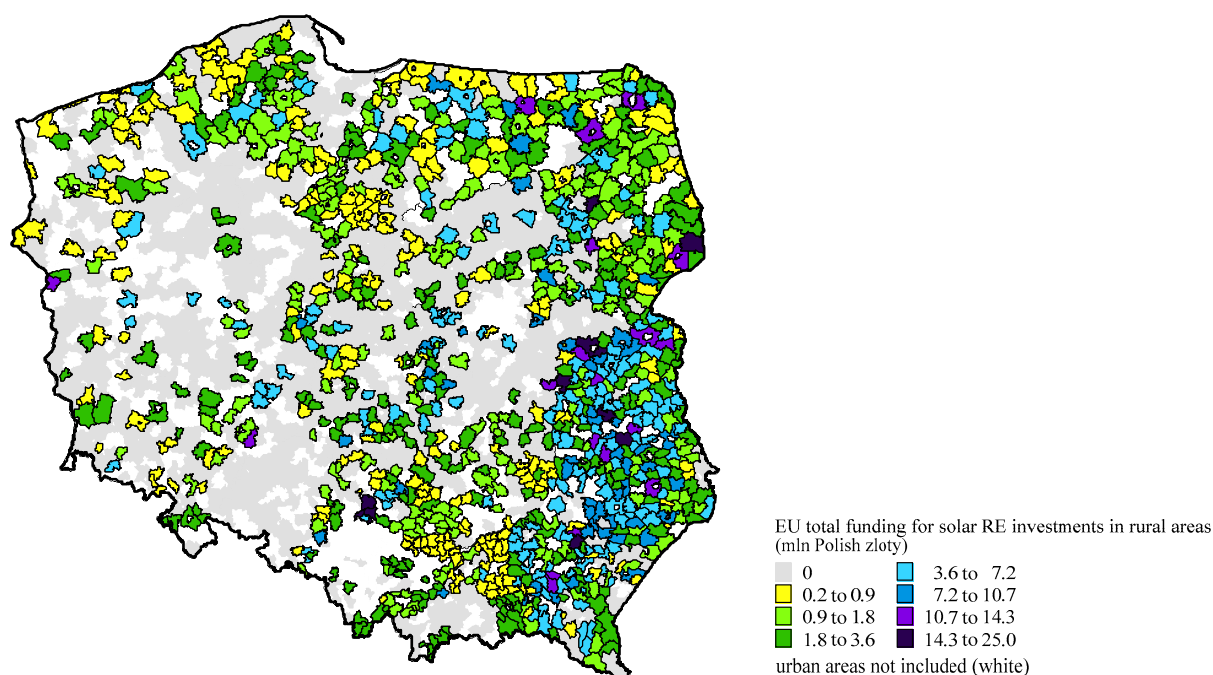 EU total funding for solar RE investments in rural areas
(mln Polish zloty)
0
0.2 to 0.9
0.9 to 1.8
1.8 to 3.6
3.6 to 7.2
7.2 to 10.7
10.7 to 14.3
14.3 to 25.0
urban areas not included (white)